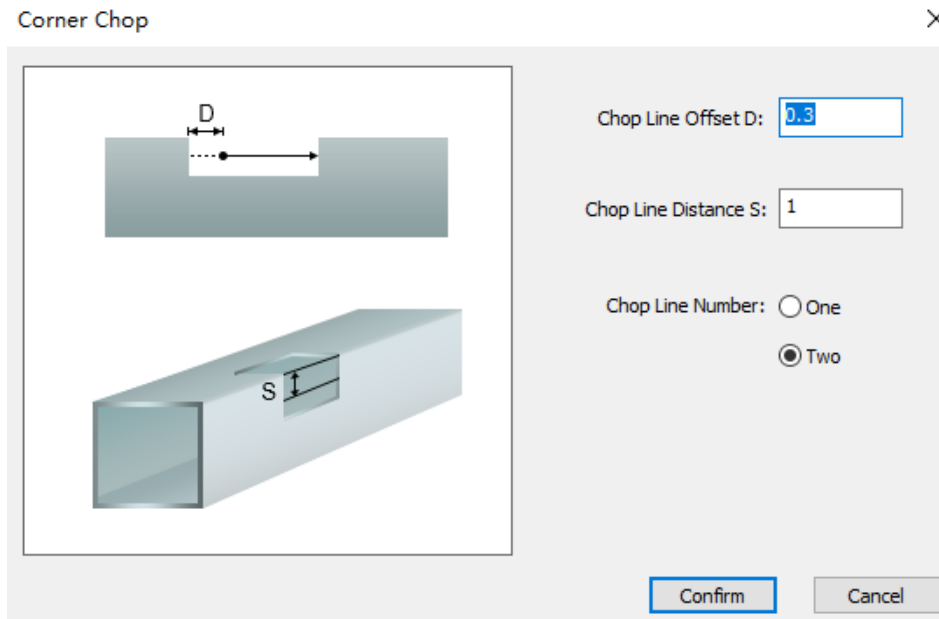 Corner Chop
D
Chop Line Offset D: 0.3
Chop Line Distance S: 1
Chop Line Number: One
Two
S
Confirm Cancel